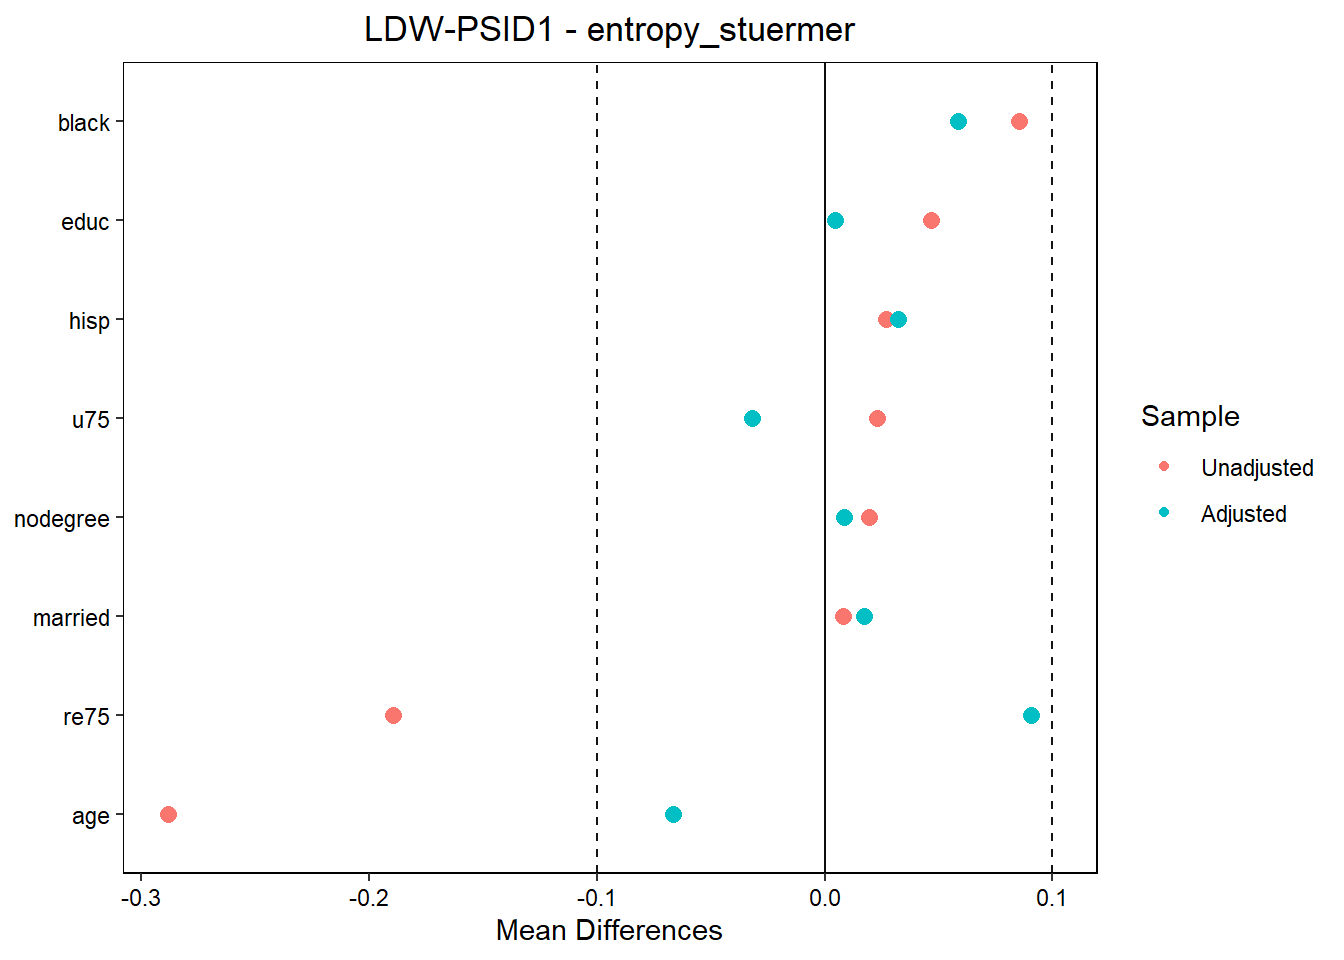 LDW-PSID1 - entropy_stuermer
black
educ
hisp
u75
nodegree
married
re75
age
-0.3
-0.2
-0.1
0.0
0.1
Mean Differences
Sample
Unadjusted
Adjusted